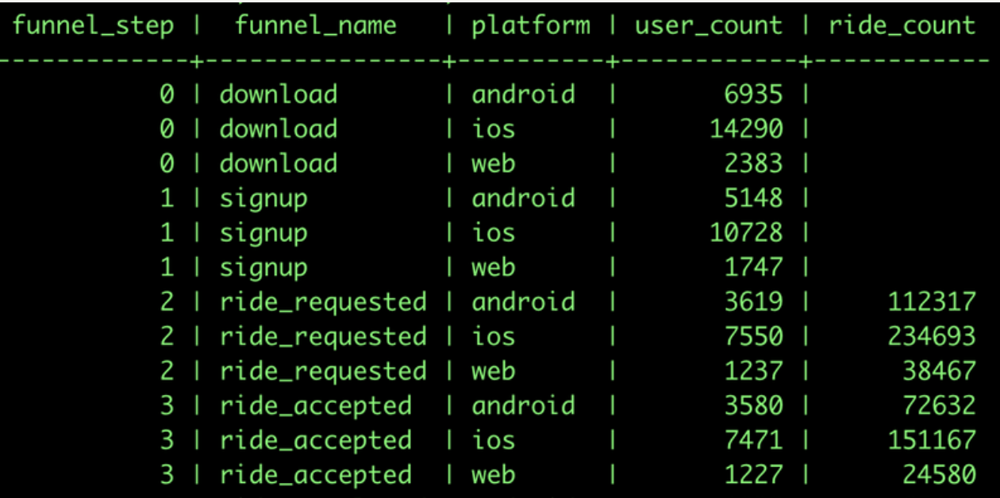 funnel_step | funnel_name | platform | user_count | ride_count
-------------+----------------+----------+------------+------------
0 | download | android | 6935 |
0 | download | ios | 14290 |
0 | download | web | 2383 |
1 | signup | android | 5148 |
1 | signup | ios | 10728 |
1 | signup | web | 1747 |
2 | ride_requested | android | 3619 | 112317
2 | ride_requested | ios | 7550 | 234693
2 | ride_requested | web | 1237 | 38467
3 | ride_accepted | android | 3580 | 72632
3 | ride_accepted | ios | 7471 | 151167
3 | ride_accepted | web | 1227 | 24580